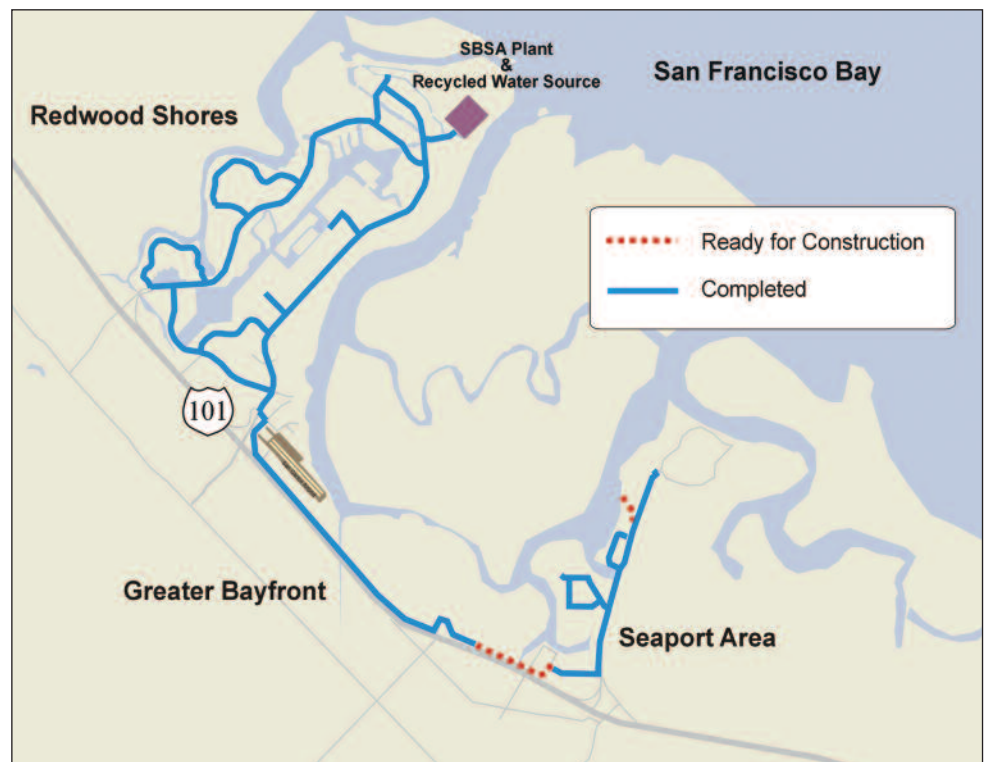 SBSA Plant
&
Recycled Water Source
San Francisco Bay
Redwood Shores
Ready for Construction
Completed
101
Greater Bayfront
Seaport Area